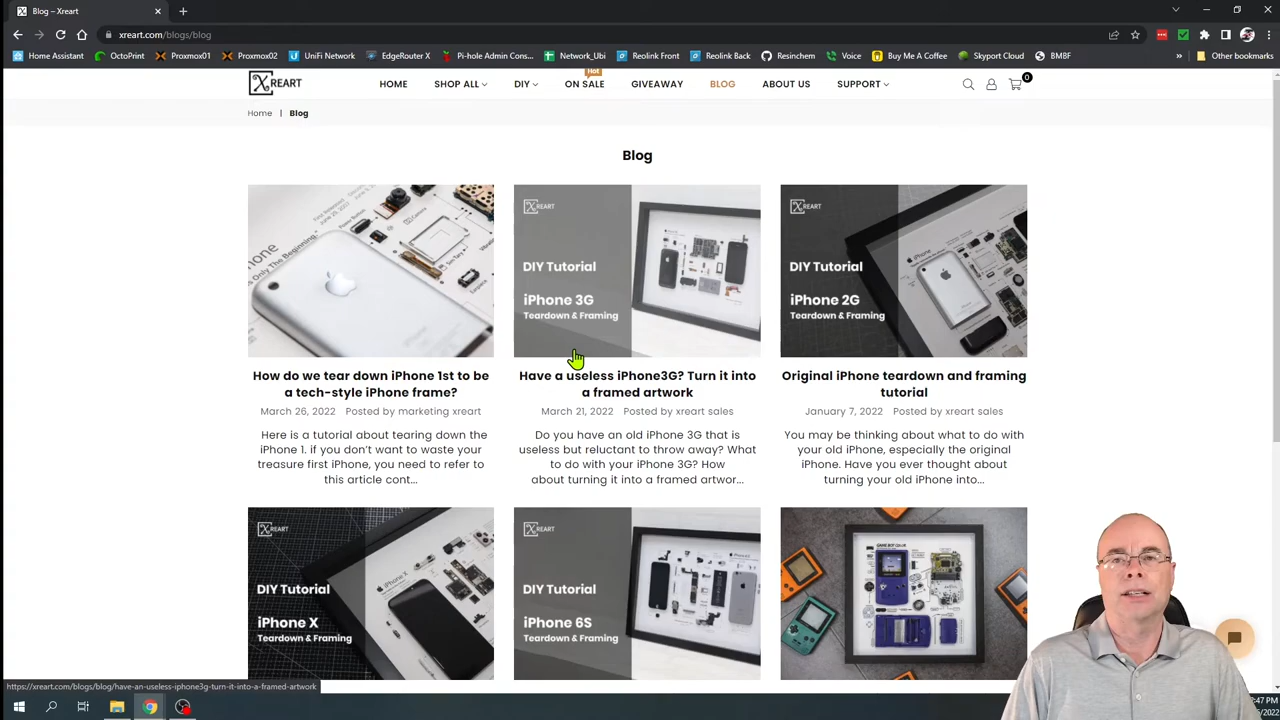 Blog – XreArt
xreart.com/blogs/blog
Home Assistant
OctoPrint
Proxmox01
Proxmox02
UniFi Network
EdgeRouter X
Pi-hole Admin Cons...
Network_Ubi
Reolink Front
Reolink Back
Resinchem
Voice
Buy Me A Coffee
Skyport Cloud
BMBF
»
Other bookmarks
XREART
HOME
SHOP ALL
DIY
Hot
ON SALE
GIVEAWAY
BLOG
ABOUT US
SUPPORT
0
Home | Blog
Blog
How do we tear down iPhone 1st to be
a tech-style iPhone frame?
March 26, 2022 Posted by marketing xreart
Here is a tutorial about tearing down the
iPhone 1. if you don't want to waste your
treasure first iPhone, you need to refer to
this article cont...
XREART
DIY Tutorial
iPhone 3G
Teardown & Framing
Have a useless iPhone3G? Turn it into
a framed artwork
March 21, 2022 Posted by xreart sales
Do you have an old iPhone 3G that is
useless but reluctant to throw away? What
to do with your iPhone 3G? How
about turning it into a framed artwor...
XREART
DIY Tutorial
iPhone 2G
Teardown & Framing
Original iPhone teardown and framing
tutorial
January 7, 2022 Posted by xreart sales
You may be thinking about what to do with
your old iPhone, especially the original
iPhone. Have you ever thought about
turning your old iPhone into...
XREART
DIY Tutorial
iPhone X
Teardown & Framing
XREART
DIY Tutorial
iPhone 6S
Teardown & Framing
GAME BOY COLOR
https://xreart.com/blogs/blog/have-an-useless-iphone3g-turn-it-into-a-framed-artwork
:47 PM
/2022